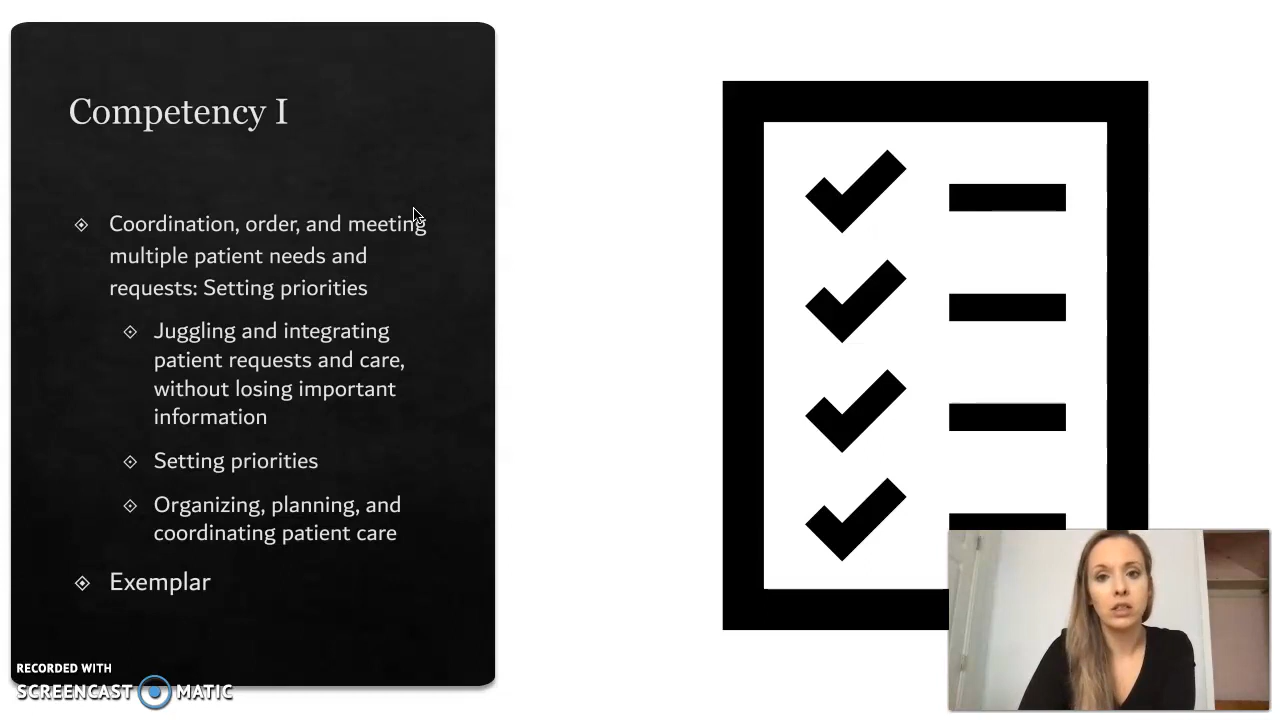 Competency I
Coordination, order, and meeting
multiple patient needs and
requests: Setting priorities
Juggling and integrating
patient requests and care,
without losing important
information
Setting priorities
Organizing, planning, and
coordinating patient care
Exemplar
RECORDED WITH
SCREENCAST MATIC